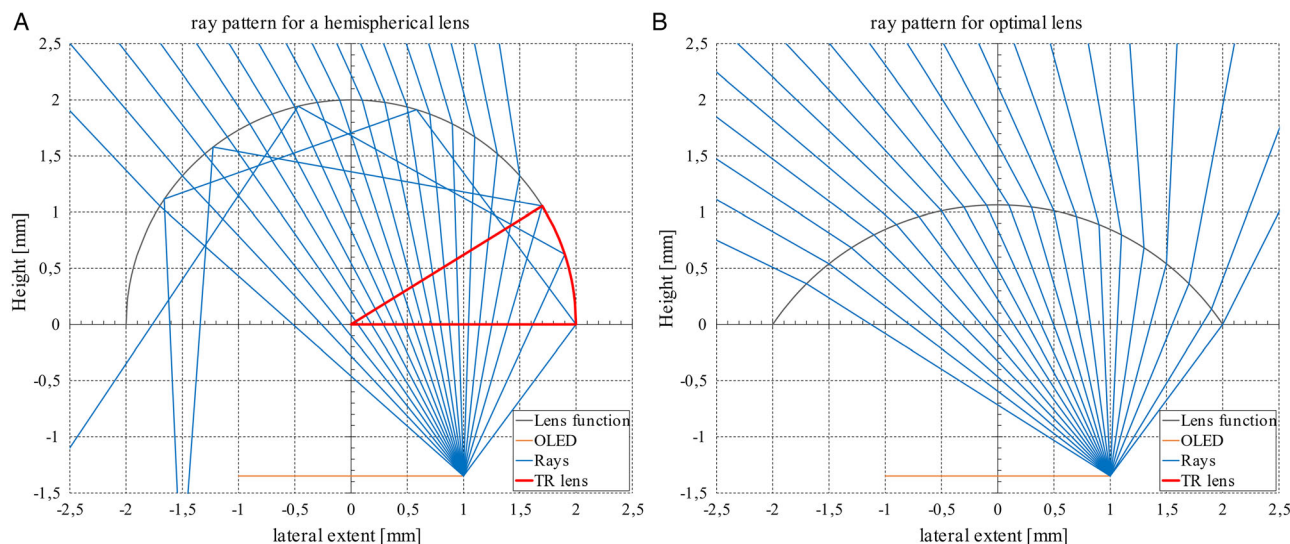 A
ray pattern for a hemispherical lens
2,5
2
1,5
1
0,5
0
-0,5
-1
-1,5
Height [mm]
Lens function
OLED
Rays
TR lens
-2,5 -2 -1,5 -1 -0,5 0 0,5 1 1,5 2 2,5
lateral extent [mm]
B
ray pattern for optimal lens
2,5
2
1,5
1
0,5
0
-0,5
-1
-1,5
Height [mm]
Lens function
OLED
Rays
TR lens
-2,5 -2 -1,5 -1 -0,5 0 0,5 1 1,5 2 2,5
lateral extent [mm]